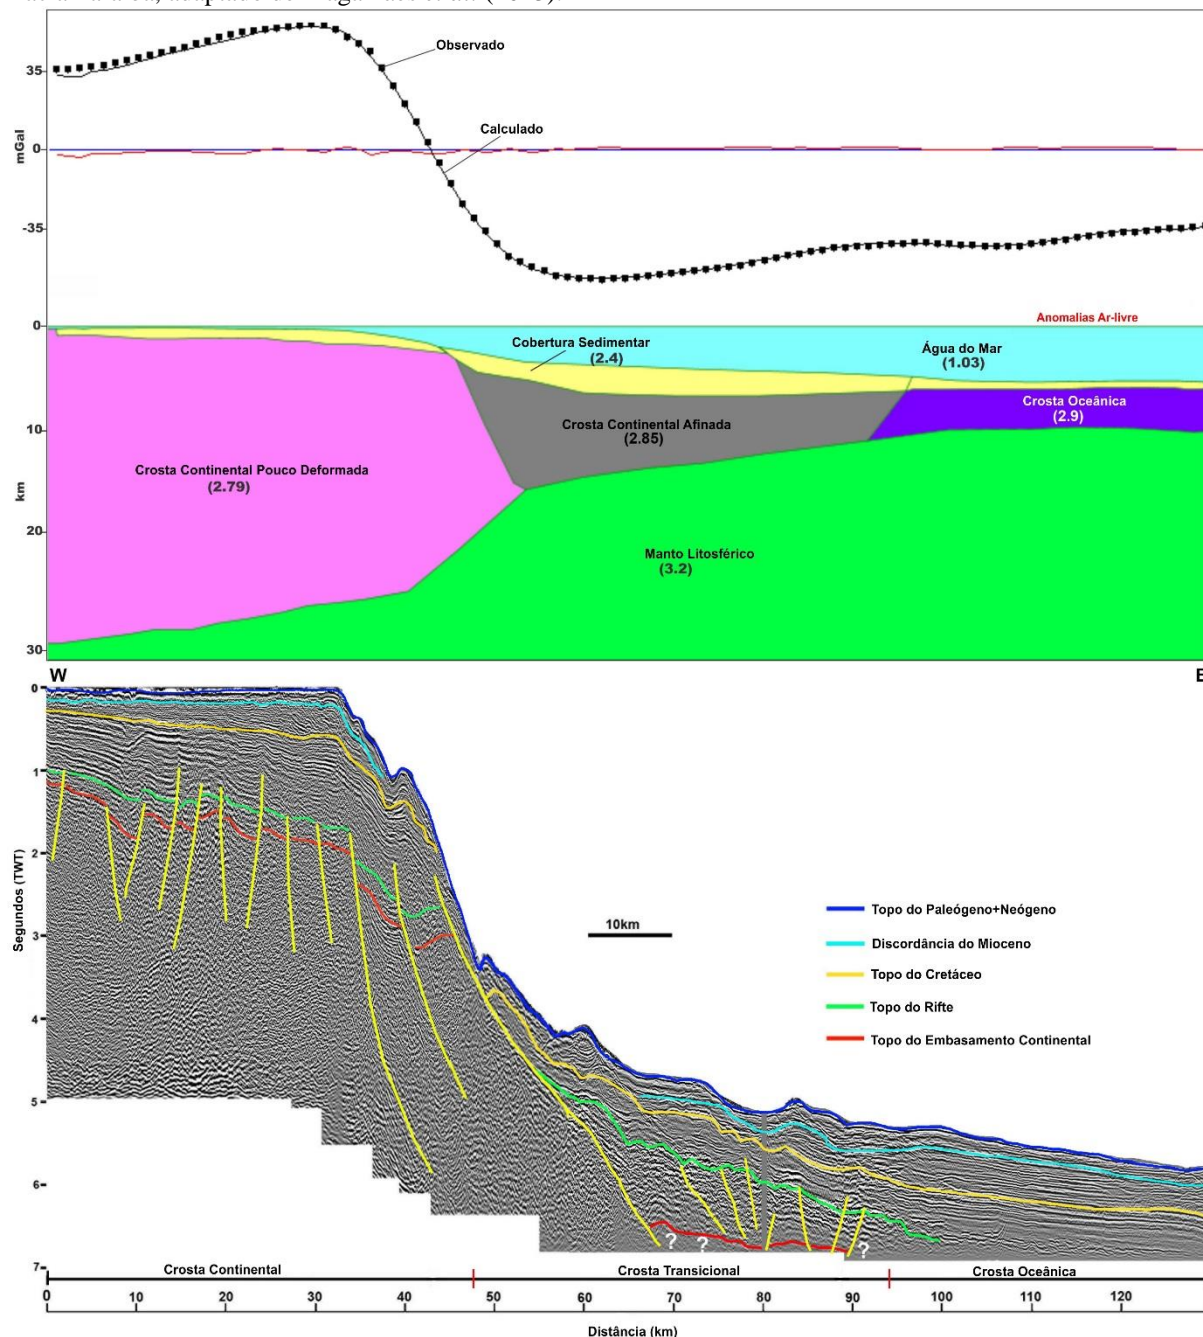 35
Observado
Calculado
mGal
0
-35
Anomalias Ar-livre
0
Cobertura Sedimentar
(2.4)
Água do Mar
(1.03)
Crosta Oceânica
(2.9)
10
Crosta Continental Afinada
(2.85)
Crosta Continental Pouco Deformada
(2.79)
km
20
Manto Litosférico
(3.2)
30
W
0
1
2
Segundos (TWT)
3
10km
Topo do Paleógeno+Neógeno
Discordância do Mioceno
Topo do Cretáceo
Topo do Rifte
Topo do Embasamento Continental
4
5
6
? ? ?
7
Crosta Continental Crosta Transicional Crosta Oceânica
0 10 20 30 40 50 60 70 80 90 100 110 120
Distância (km)